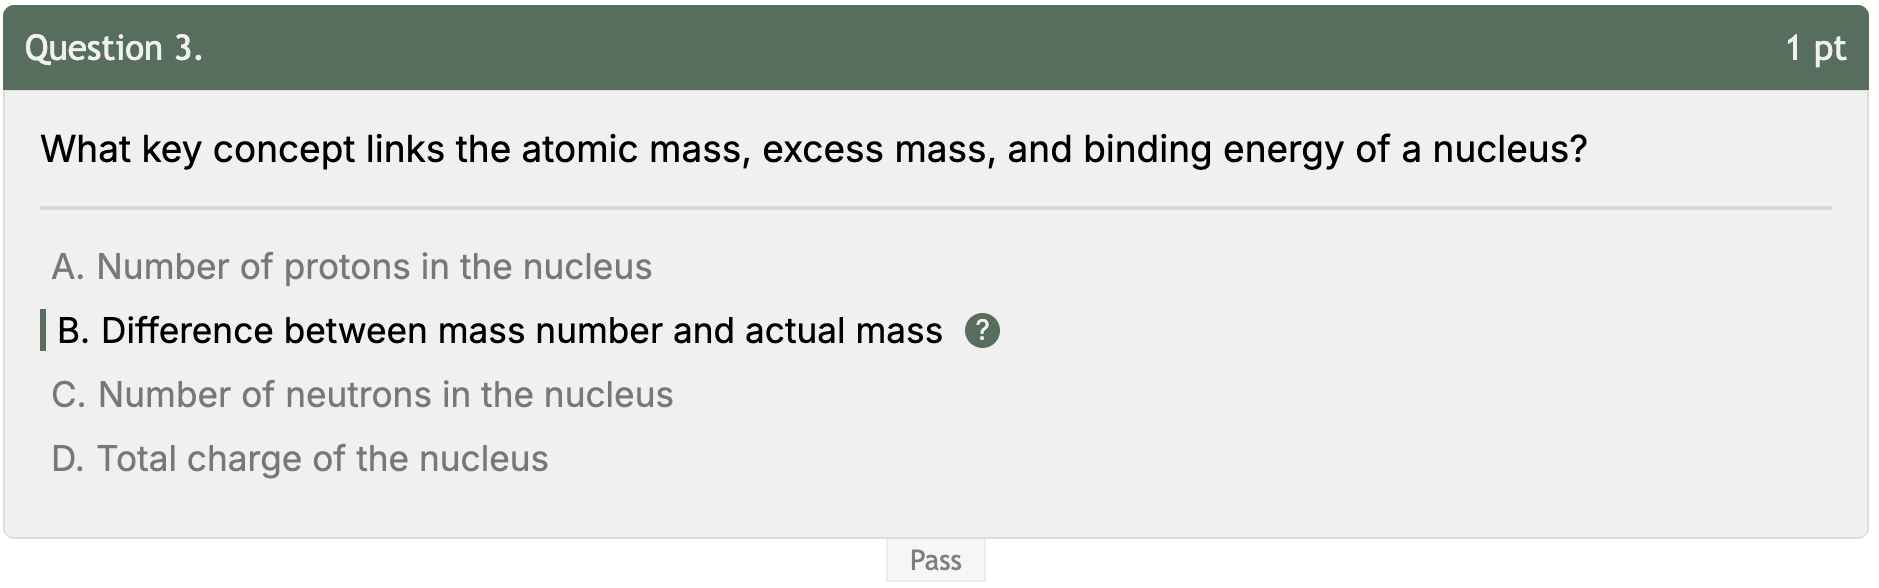 Question 3.
1 pt
What key concept links the atomic mass, excess mass, and binding energy of a nucleus?
A. Number of protons in the nucleus
B. Difference between mass number and actual mass ?
C. Number of neutrons in the nucleus
D. Total charge of the nucleus
Pass